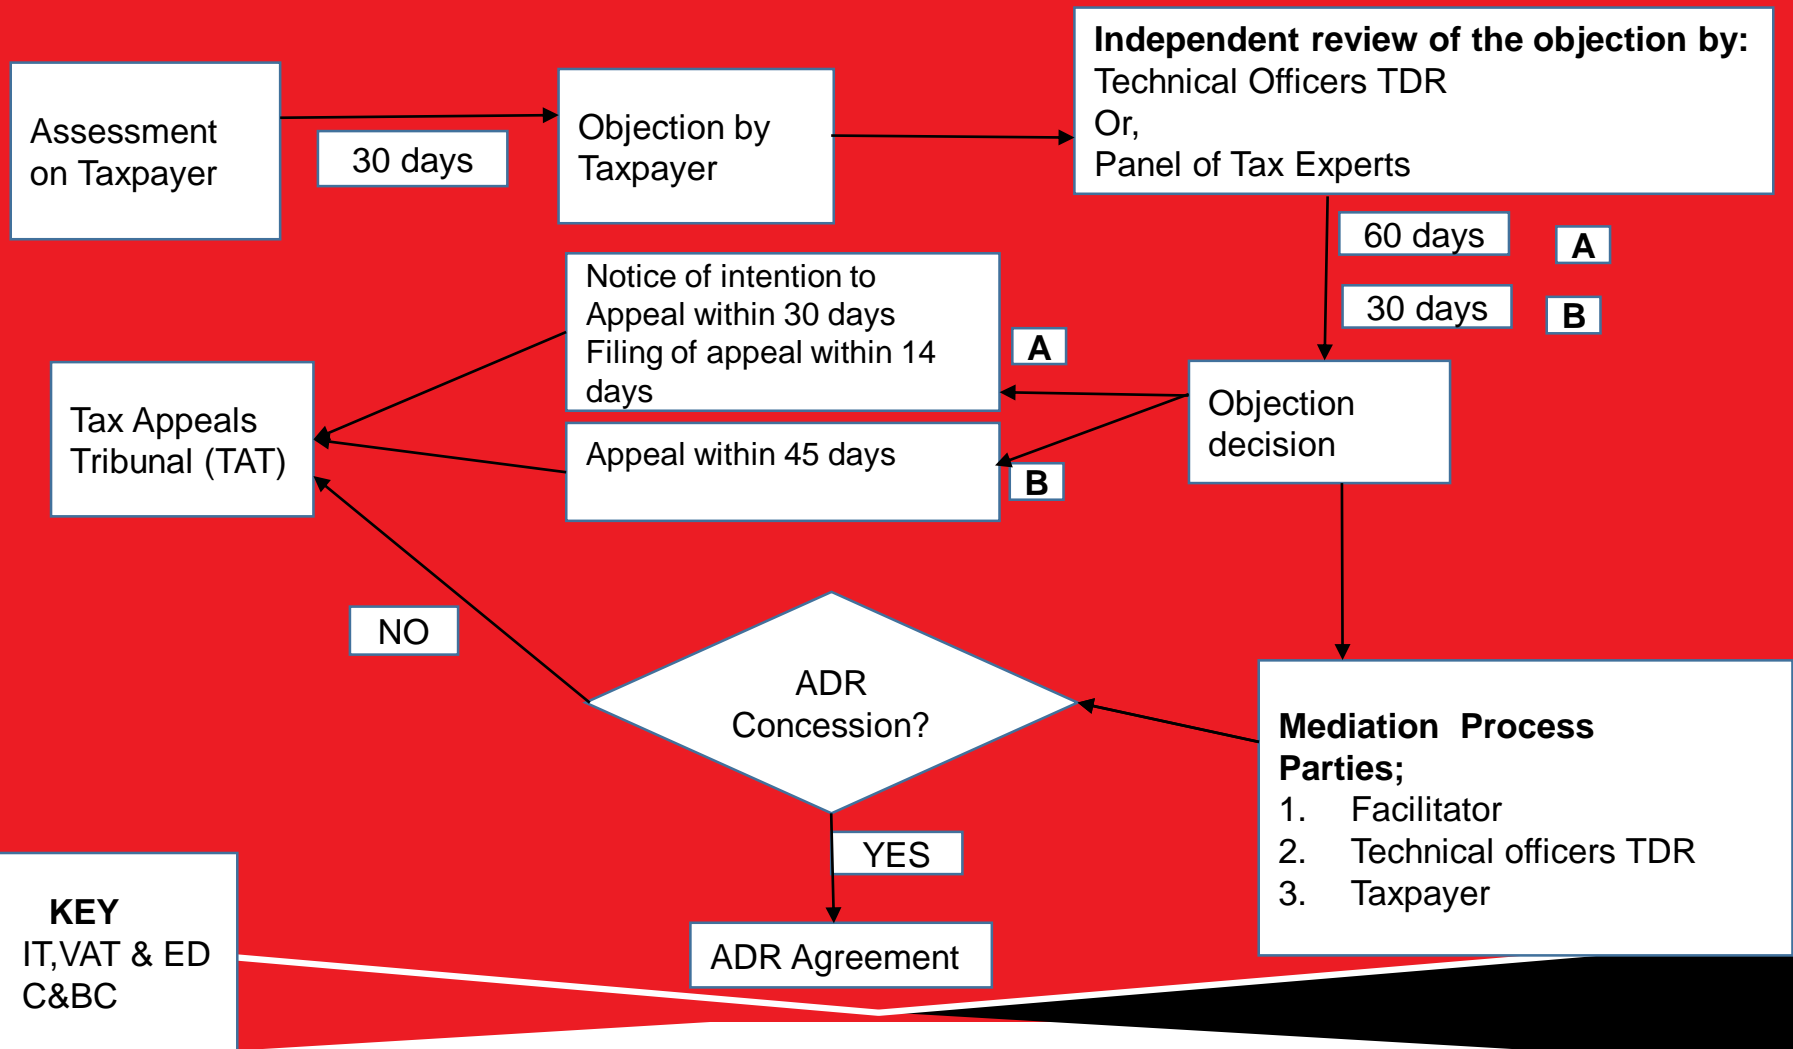 Assessment
on Taxpayer
30 days
Objection by
Taxpayer
Independent review of the objection by:
Technical Officers TDR
Or,
Panel of Tax Experts
60 days
A
30 days
B
Notice of intention to
Appeal within 30 days
Filing of appeal within 14
days
A
Appeal within 45 days
B
Objection
decision
Tax Appeals
Tribunal (TAT)
NO
ADR
Concession?
YES
ADR Agreement
Mediation Process
Parties;
1. Facilitator
2. Technical officers TDR
3. Taxpayer
KEY
IT,VAT & ED
C&BC